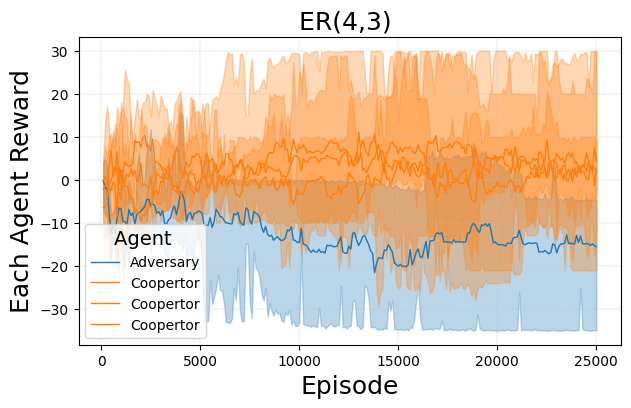 ER(4,3)
Each Agent Reward
30
20
10
0
−10
−20
−30
Agent
Adversary
Coopertor
Coopertor
Coopertor
0
5000
10000
15000
20000
25000
Episode